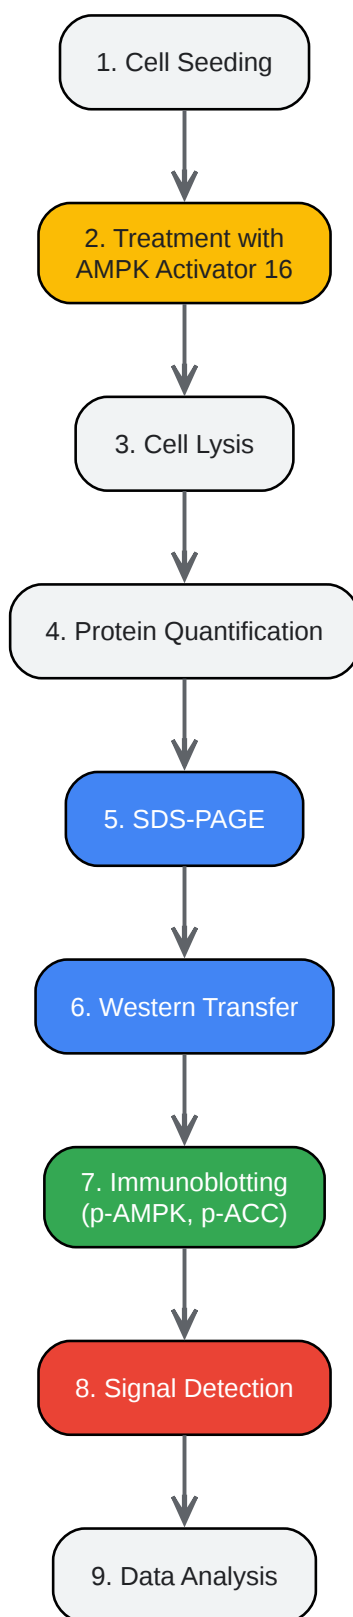 1. Cell Seeding
2. Treatment with
AMPK Activator 16
3. Cell Lysis
4. Protein Quantification
5. SDS-PAGE
6. Western Transfer
7. Immunoblotting
(p-AMPK, p-ACC)
8. Signal Detection
9. Data Analysis